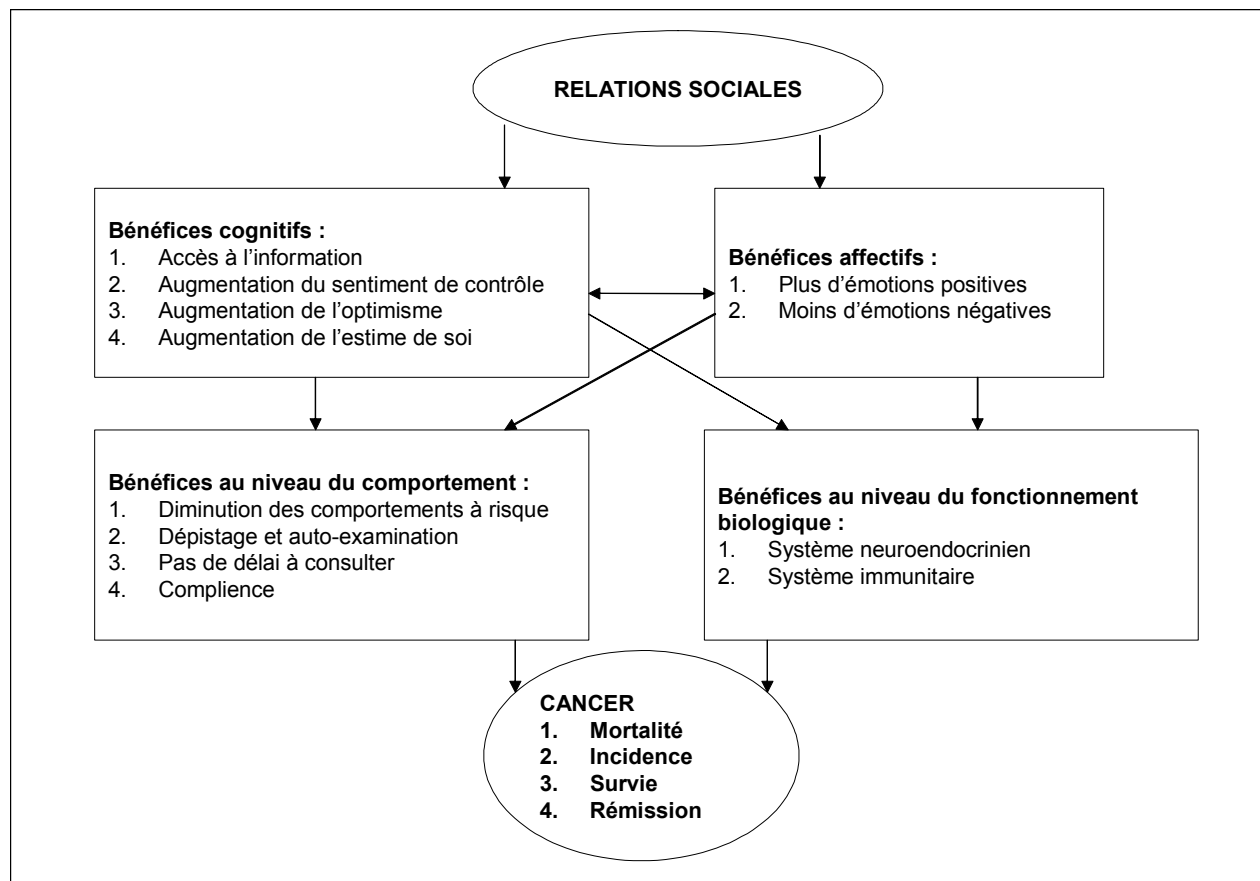 RELATIONS SOCIALES
Bénéfices cognitifs :
1. Accès à l'information
2. Augmentation du sentiment de contrôle
3. Augmentation de l'optimisme
4. Augmentation de l'estime de soi
Bénéfices affectifs :
1. Plus d'émotions positives
2. Moins d'émotions négatives
Bénéfices au niveau du comportement :
1. Diminution des comportements à risque
2. Dépistage et auto-examination
3. Pas de délai à consulter
4. Complience
Bénéfices au niveau du fonctionnement
biologique :
1. Système neuroendocrinien
2. Système immunitaire
CANCER
1. Mortalité
2. Incidence
3. Survie
4. Rémission